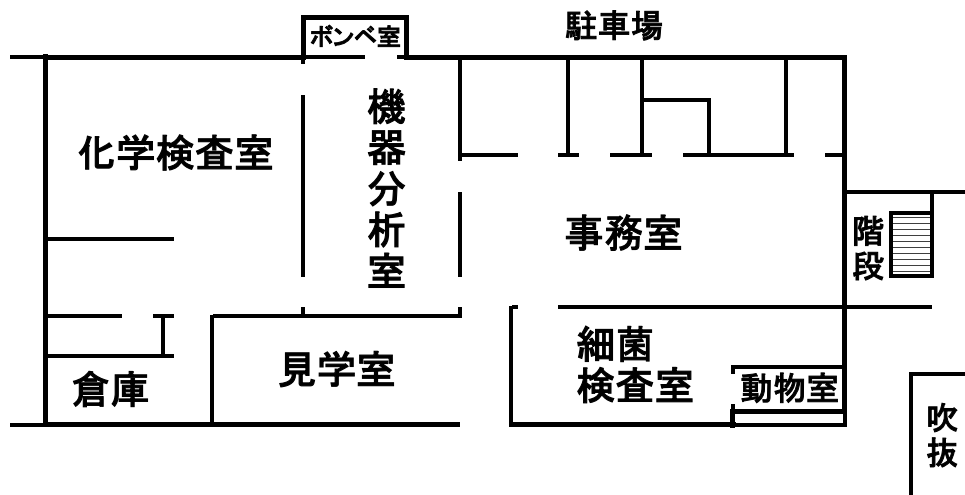 ボンベ室
駐車場
化学検査室
機器分析室
事務室
階段
見学室
細菌
検査室
倉庫
動物室
吹抜